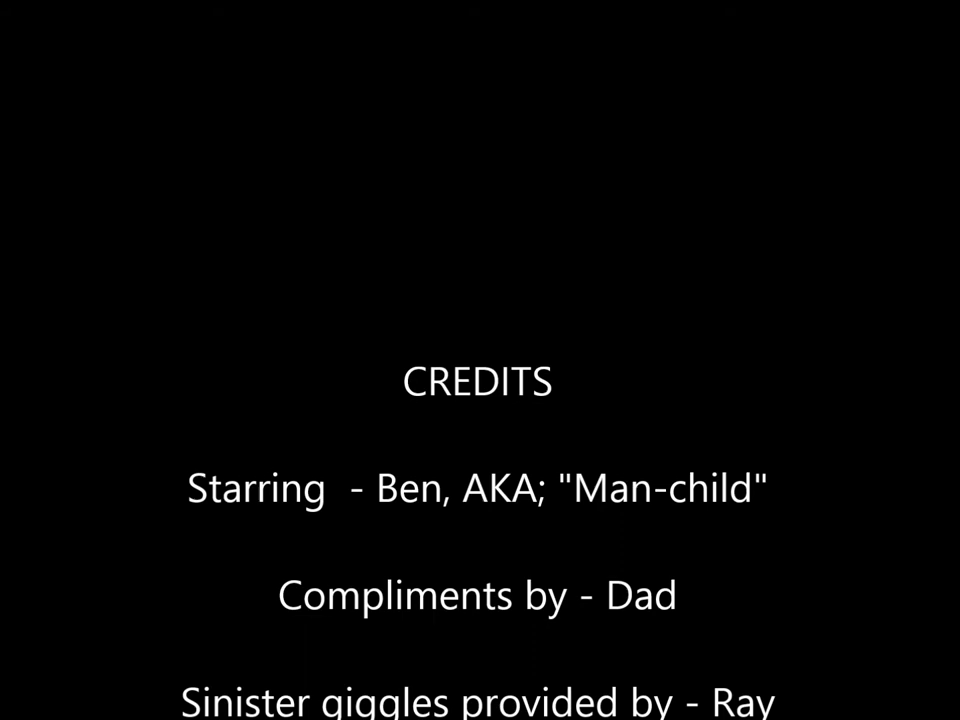 CREDITS
Starring  - Ben, AKA; "Man-child"
Compliments by - Dad
Sinister giggles provided by - Ray